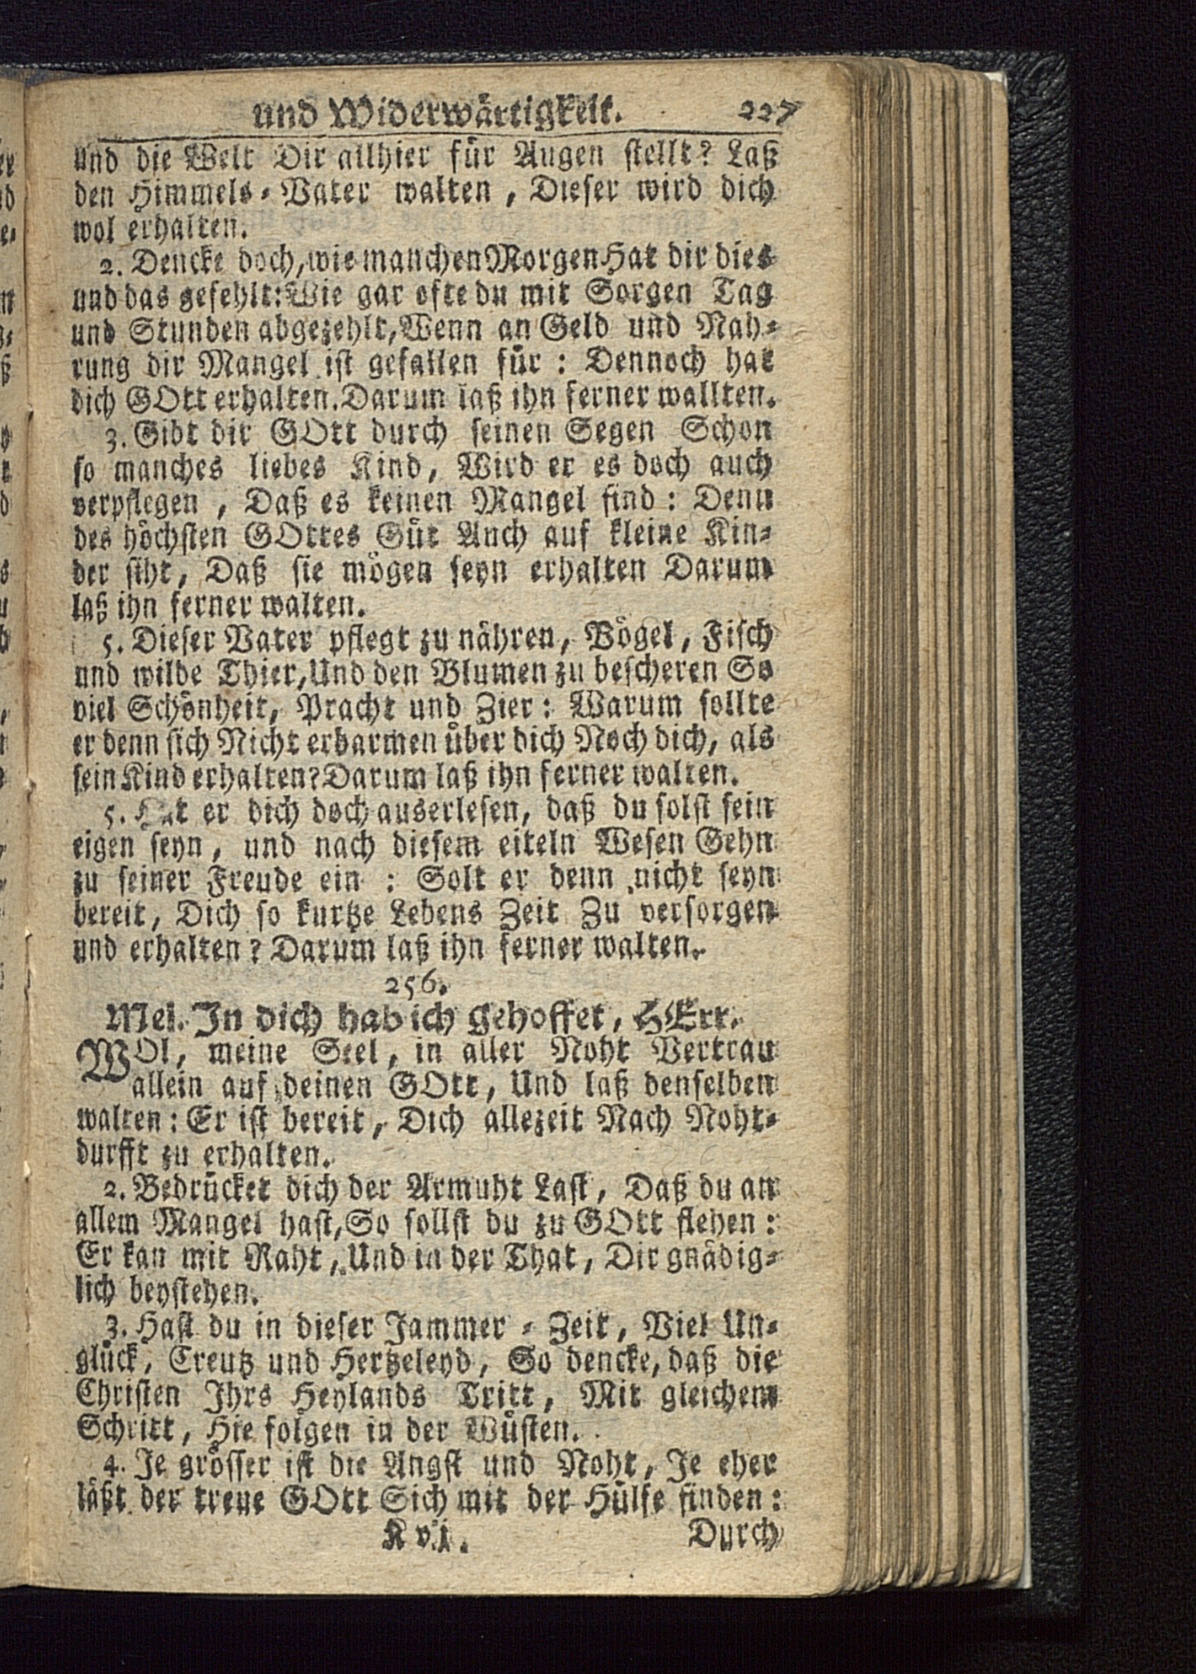 und Widerwärtigkeit. 227
und die Welt Dir allhier für Augen stellt? Laß
den Himmels-Vater walten, Dieser wird dich
wol erhalten.
2. Dencke doch, wie manchen Morgen Hat dir dies
und das gefehlt: Wie gar ofte du mit Sorgen Tag
und Stunden abgezehlt, Wenn an Geld und Nah-
rung dir Mangel ist gefallen für: Dennoch hat
dich GOtt erhalten. Darum laß ihn ferner wallten.
3. Gibt dir GOtt durch seinen Segen Schon
so manches liebes Kind, Wird er es doch auch
verpflegen, Daß es keinen Mangel find: Denn
des höchsten GOttes Güt Auch auf kleine Kin-
der siht, Daß sie mögen seyn erhalten Darum
laß ihn ferner walten.
5. Dieser Vater pflegt zu nähren, Vögel, Fisch
und wilde Thier, Und den Blumen zu bescheren So
viel Schönheit, Pracht und Zier: Warum sollte
er denn sich Nicht erbarmen über dich Noch dich, als
sein Kind erhalten? Darum laß ihn ferner walten.
5. Hat er dich doch auserlesen, daß du solst sein
eigen seyn, und nach diesem eiteln Wesen Gehn
zu seiner Freude ein: Solt er denn nicht seyn
bereit, Dich so kurtze Lebens Zeit Zu versorgen
und erhalten? Darum laß ihn ferner walten.
256.
Mel. In dich hab ich gehoffet, HErr.
WOl, meine Seel, in aller Noht Vertrau
allein auf deinen GOtt, Und laß denselben
walten: Er ist bereit, Dich allezeit Nach Noht-
durfft zu erhalten.
2. Bedrücket dich der Armuht Last, Daß du an
allem Mangel hast, So sollst du zu GOtt flehen:
Er kan mit Raht, Und in der That, Dir gnädig-
lich beystehen.
3. Hast du in dieser Jammer-Zeit, Viel Un-
glück, Creutz und Hertzeleyd, So dencke, daß die
Christen Ihrs Heylands Tritt, Mit gleichem
Schritt, Hie folgen in der Wüsten.
4. Je grösser ist die Angst und Noht, Je eher
läßt der treue GOtt Sich mit der Hülfe finden:
K vj. Durch